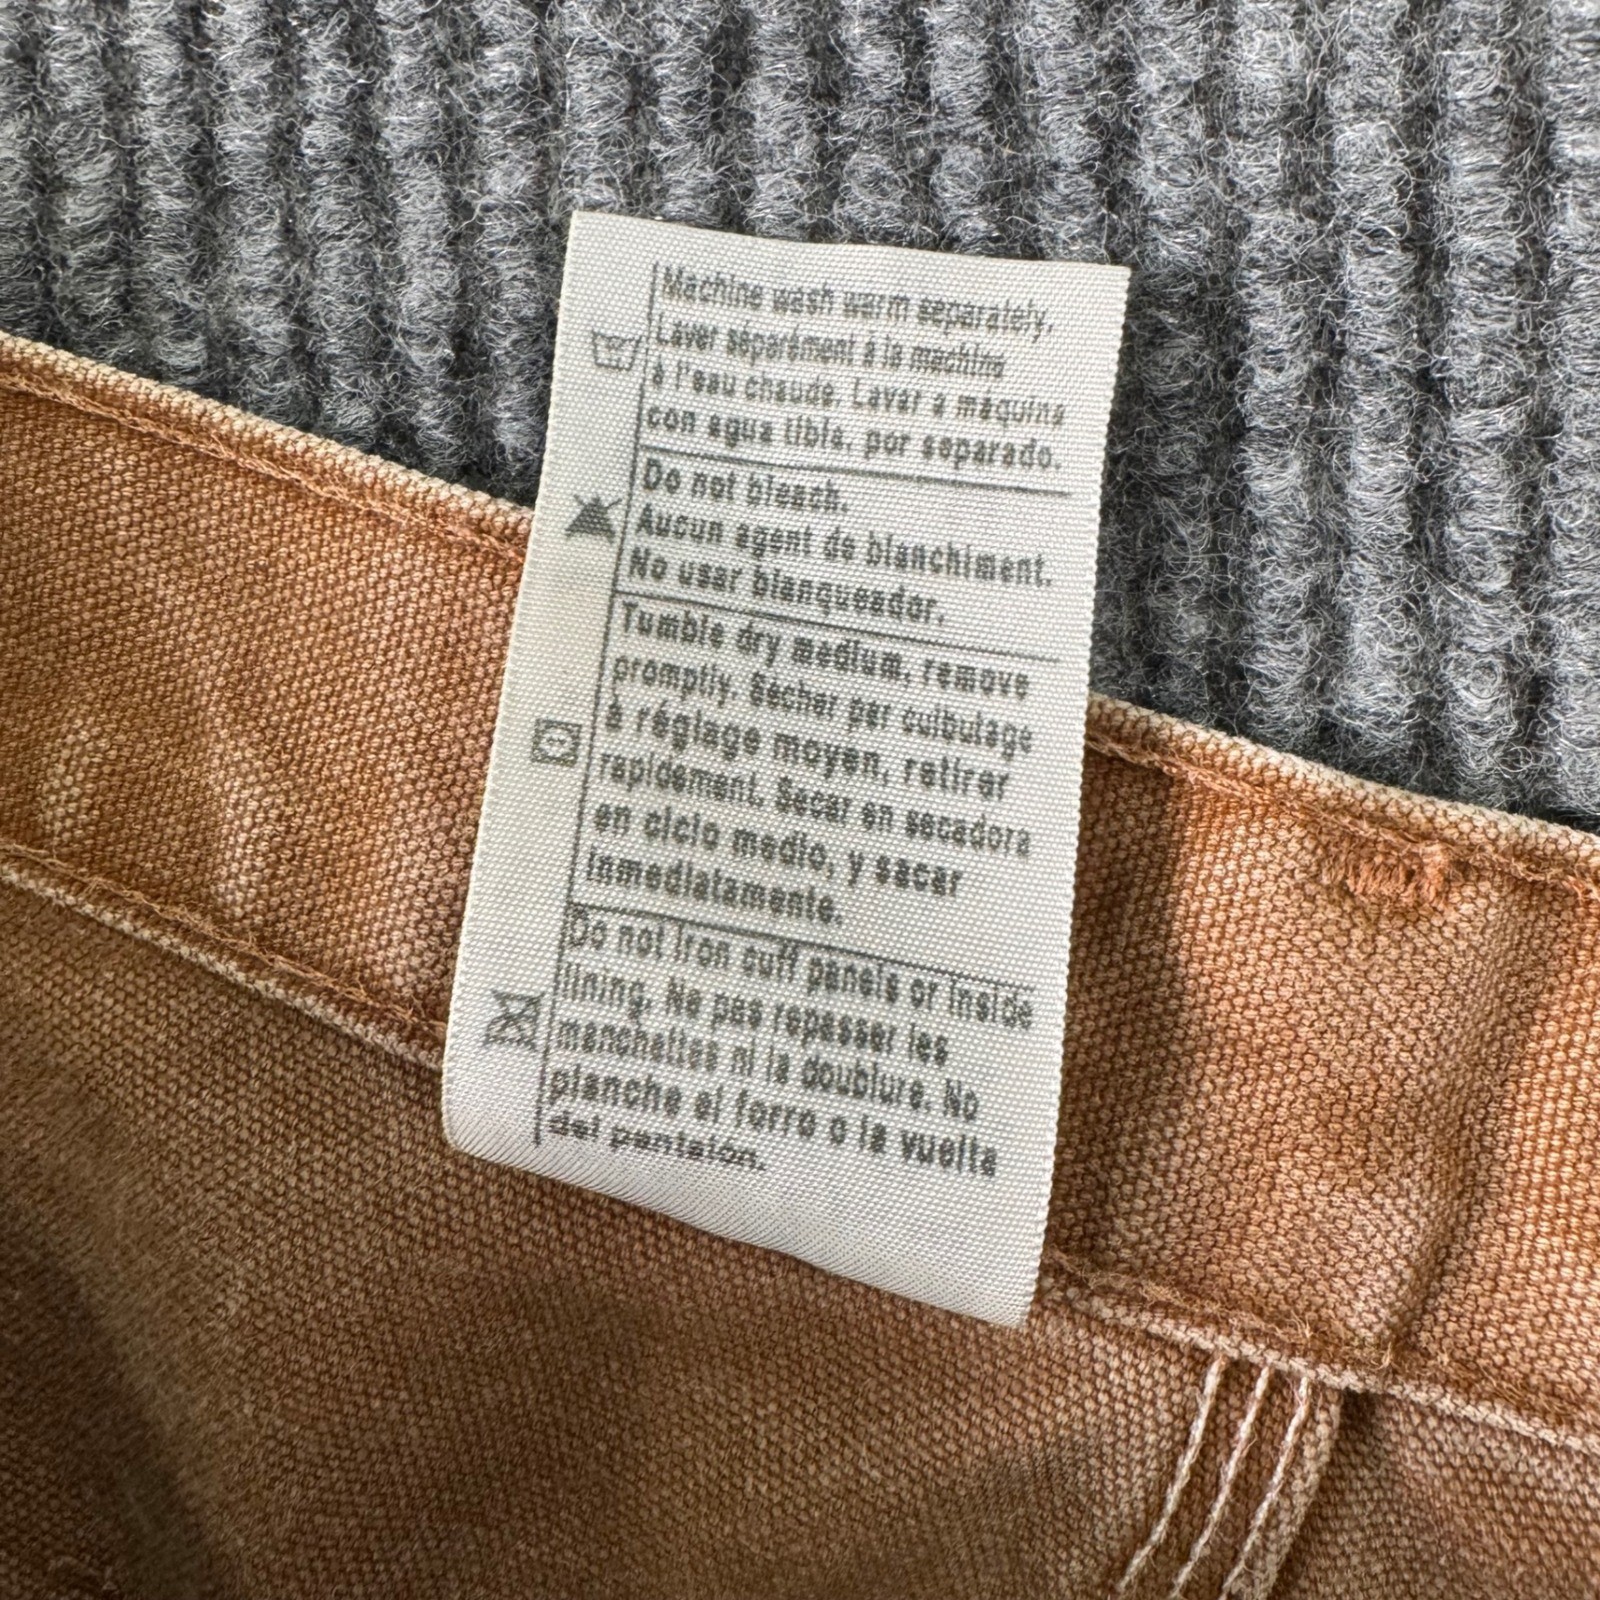 Machine wash warm separately.
Laver séparément à la machine
à l'eau chaude. Lavar a máquina
con agua tibia, por separado.
Do not bleach.
Aucun agent de blanchiment.
No usar blanqueador.
Tumble dry medium, remove
promptly. Sécher par culbutage
à réglage moyen, retirer
rapidement. Secar en secadora
en ciclo medio, y sacar
inmediatamente.
Do not iron cuff panels or inside
lining. Ne pas repasser les
manchettes ni la doublure. No
planche el forro o la vuelta
del pantalón.